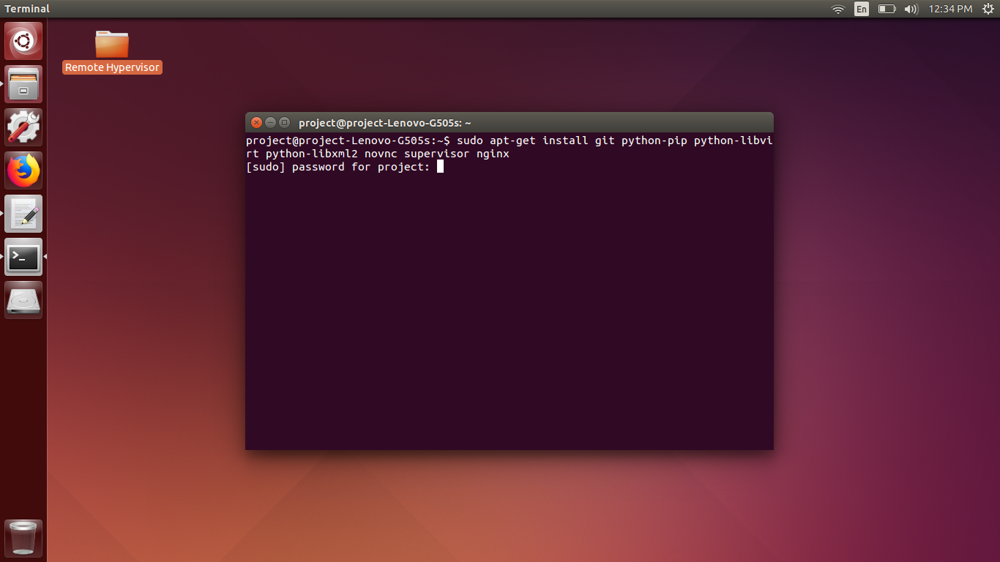 Terminal
En
12:34 PM
Remote Hypervisor
project@project-Lenovo-G505s: ~
project@project-Lenovo-G505s:~$ sudo apt-get install git python-pip python-libvi
rt python-libxml2 novnc supervisor nginx
[sudo] password for project: